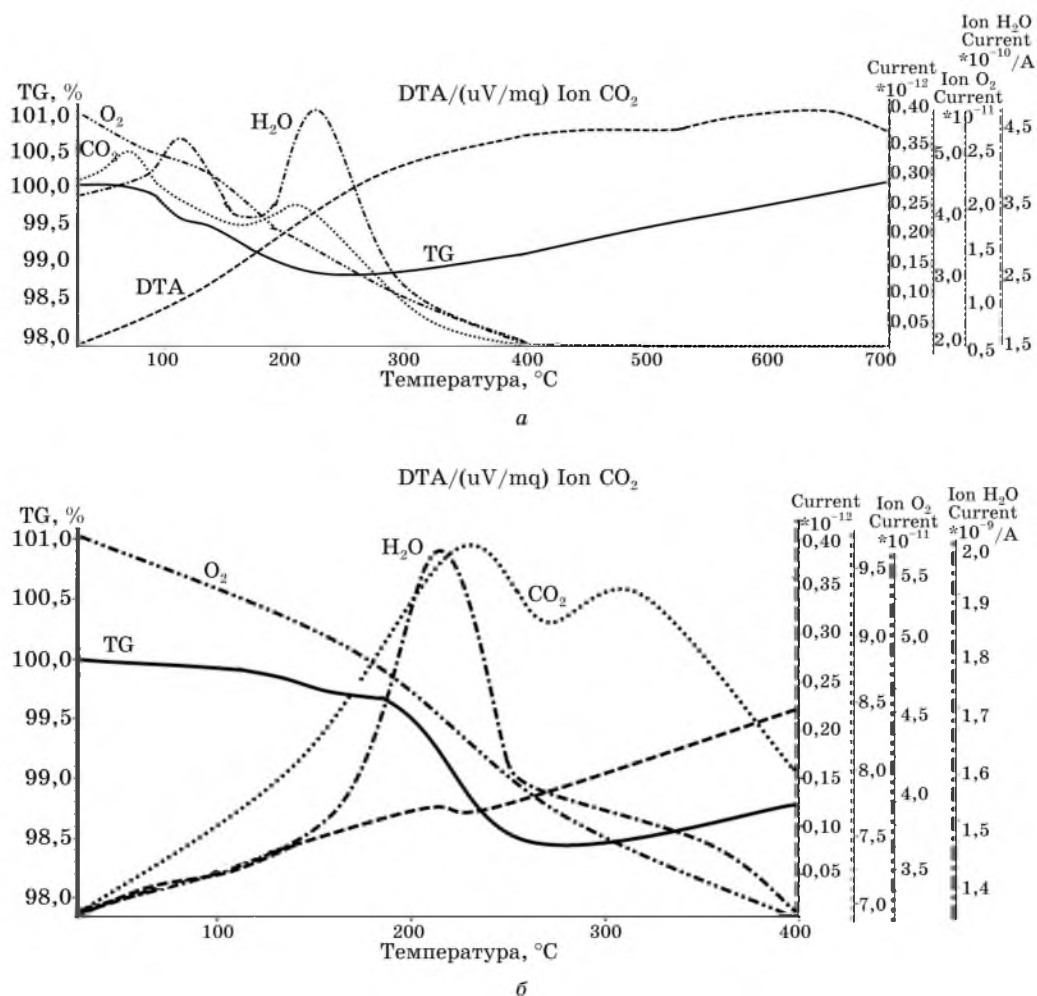 Ion H₂O
Current
*10⁻¹⁰/A
TG, %
DTA/(uV/mq) Ion CO₂
Current
*10⁻¹²
Ion O₂
Current
*10⁻¹¹
101,0
100,5
100,0
99,5
99,0
98,5
98,0
O₂
CO₂
H₂O
DTA
TG
0,40
0,35
0,30
0,25
0,20
0,15
0,10
0,05
5,0
4,0
3,0
2,0
2,5
2,0
1,5
1,0
0,5
4,5
3,5
2,5
1,5
100 200 300 400 500 600 700
Температура, °C
а
DTA/(uV/mq) Ion CO₂
TG, %
Current
*10⁻¹²
Ion O₂
Current
*10⁻¹¹
Ion H₂O
Current
*10⁻⁹/A
101,0
100,5
100,0
99,5
99,0
98,5
98,0
O₂
TG
H₂O
CO₂
0,40
0,35
0,30
0,25
0,20
0,15
0,10
0,05
9,5
9,0
8,5
8,0
7,5
7,0
5,5
5,0
4,5
4,0
3,5
2,0
1,9
1,8
1,7
1,6
1,5
1,4
100 200 300 400
Температура, °C
б